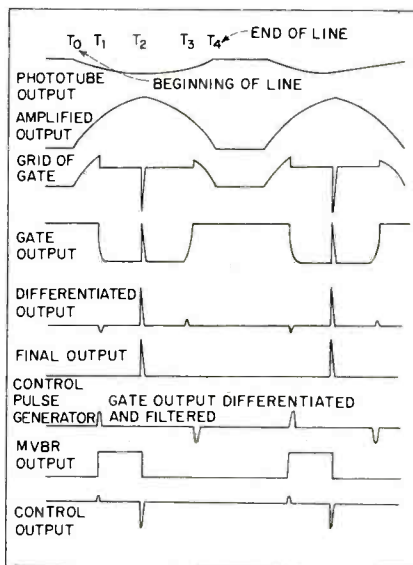 T0 T1 T2 T3 T4 END OF LINE
PHOTOTUBE OUTPUT
BEGINNING OF LINE
AMPLIFIED OUTPUT
GRID OF GATE
GATE OUTPUT
DIFFERENTIATED OUTPUT
FINAL OUTPUT
CONTROL PULSE GENERATOR
GATE OUTPUT DIFFERENTIATED
AND FILTERED
MVBR OUTPUT
CONTROL OUTPUT